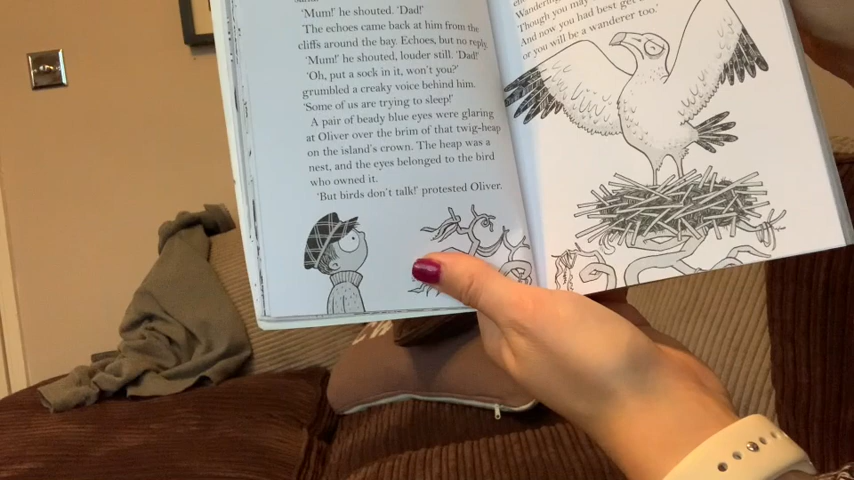 'Mum!' he shouted. 'Dad!'
The echoes came back at him from the
cliffs around the bay. Echoes, but no reply.
'Mum!' he shouted, louder still. 'Dad!'
'Oh, put a sock in it, won't you?'
grumbled a creaky voice behind him.
'Some of us are trying to sleep!'
A pair of beady blue eyes were glaring
at Oliver over the brim of that twig-heap
on the island's crown. The heap was a
nest, and the eyes belonged to the bird
who owned it.
'But birds don't talk!' protested Oliver.
Though you may
And now you had best get
or you will be a wanderer too.'